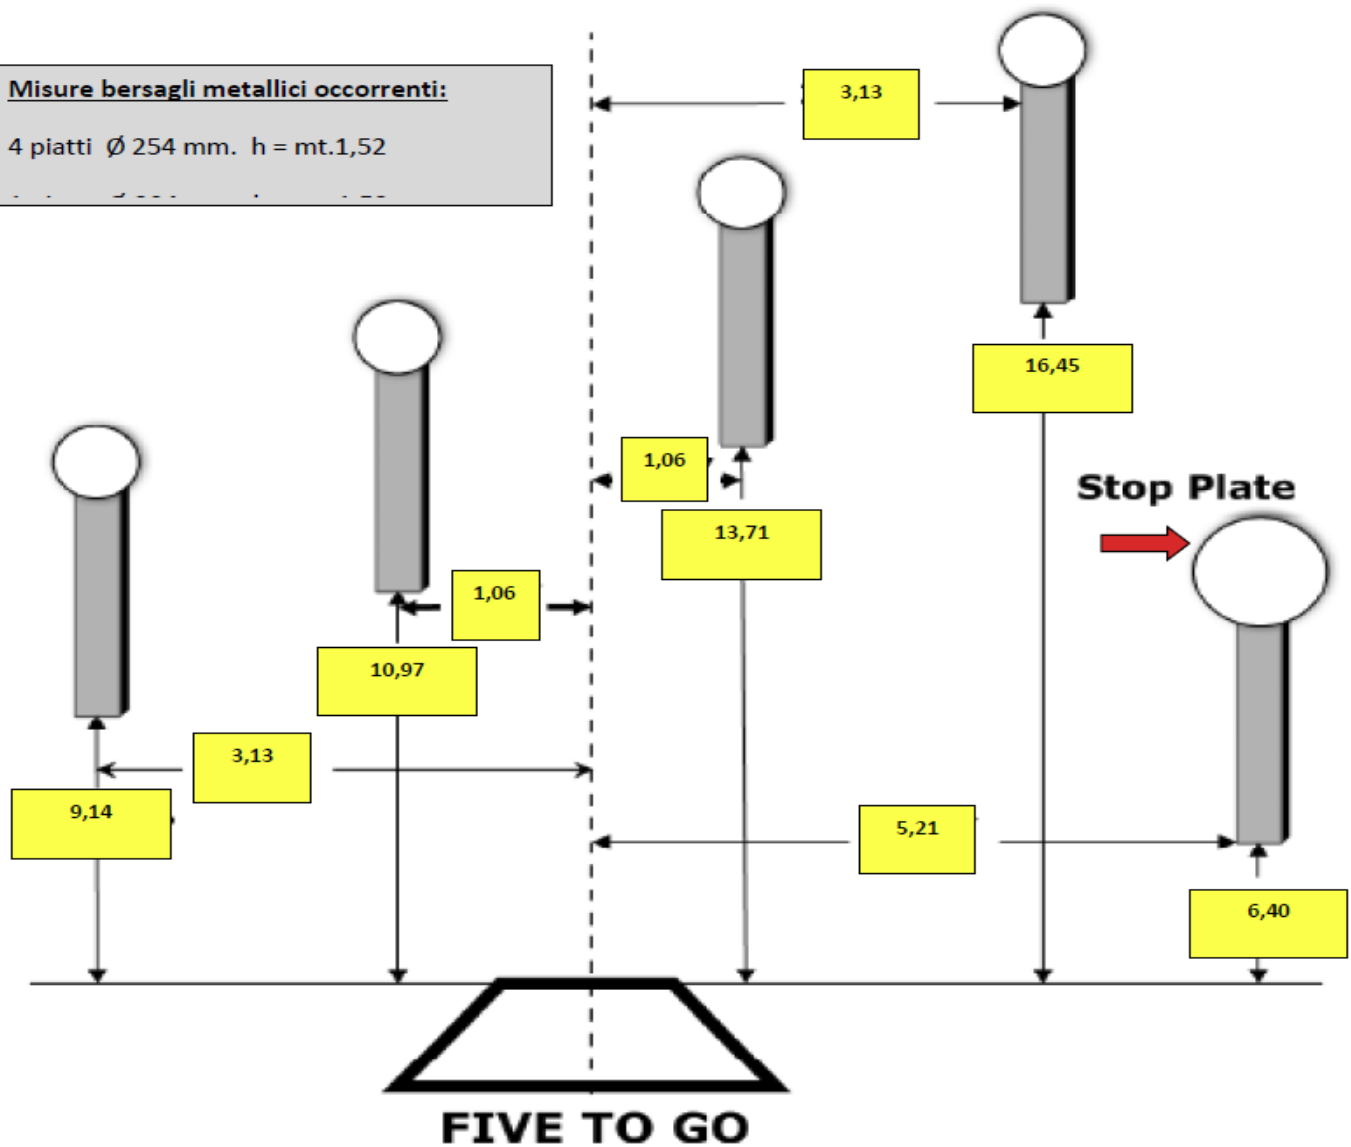 Misure bersagli metallici occorrenti:
4 piatti Ø 254 mm. h = mt.1,52
3,13
16,45
1,06
Stop Plate
13,71
1,06
10,97
3,13
9,14
5,21
6,40
FIVE TO GO